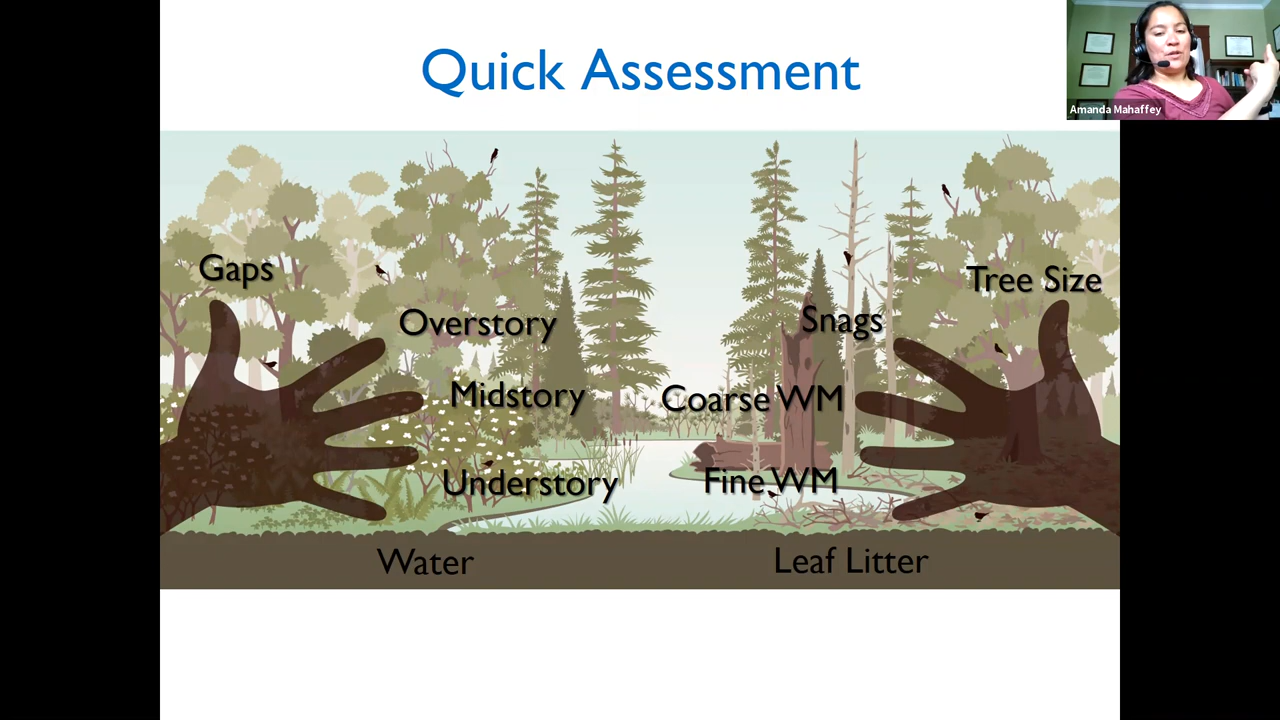 Quick Assessment
Amanda Mahaffey
Gaps
Tree Size
Overstory
Snags
Midstory
Coarse WM
Understory
Fine WM
Water
Leaf Litter